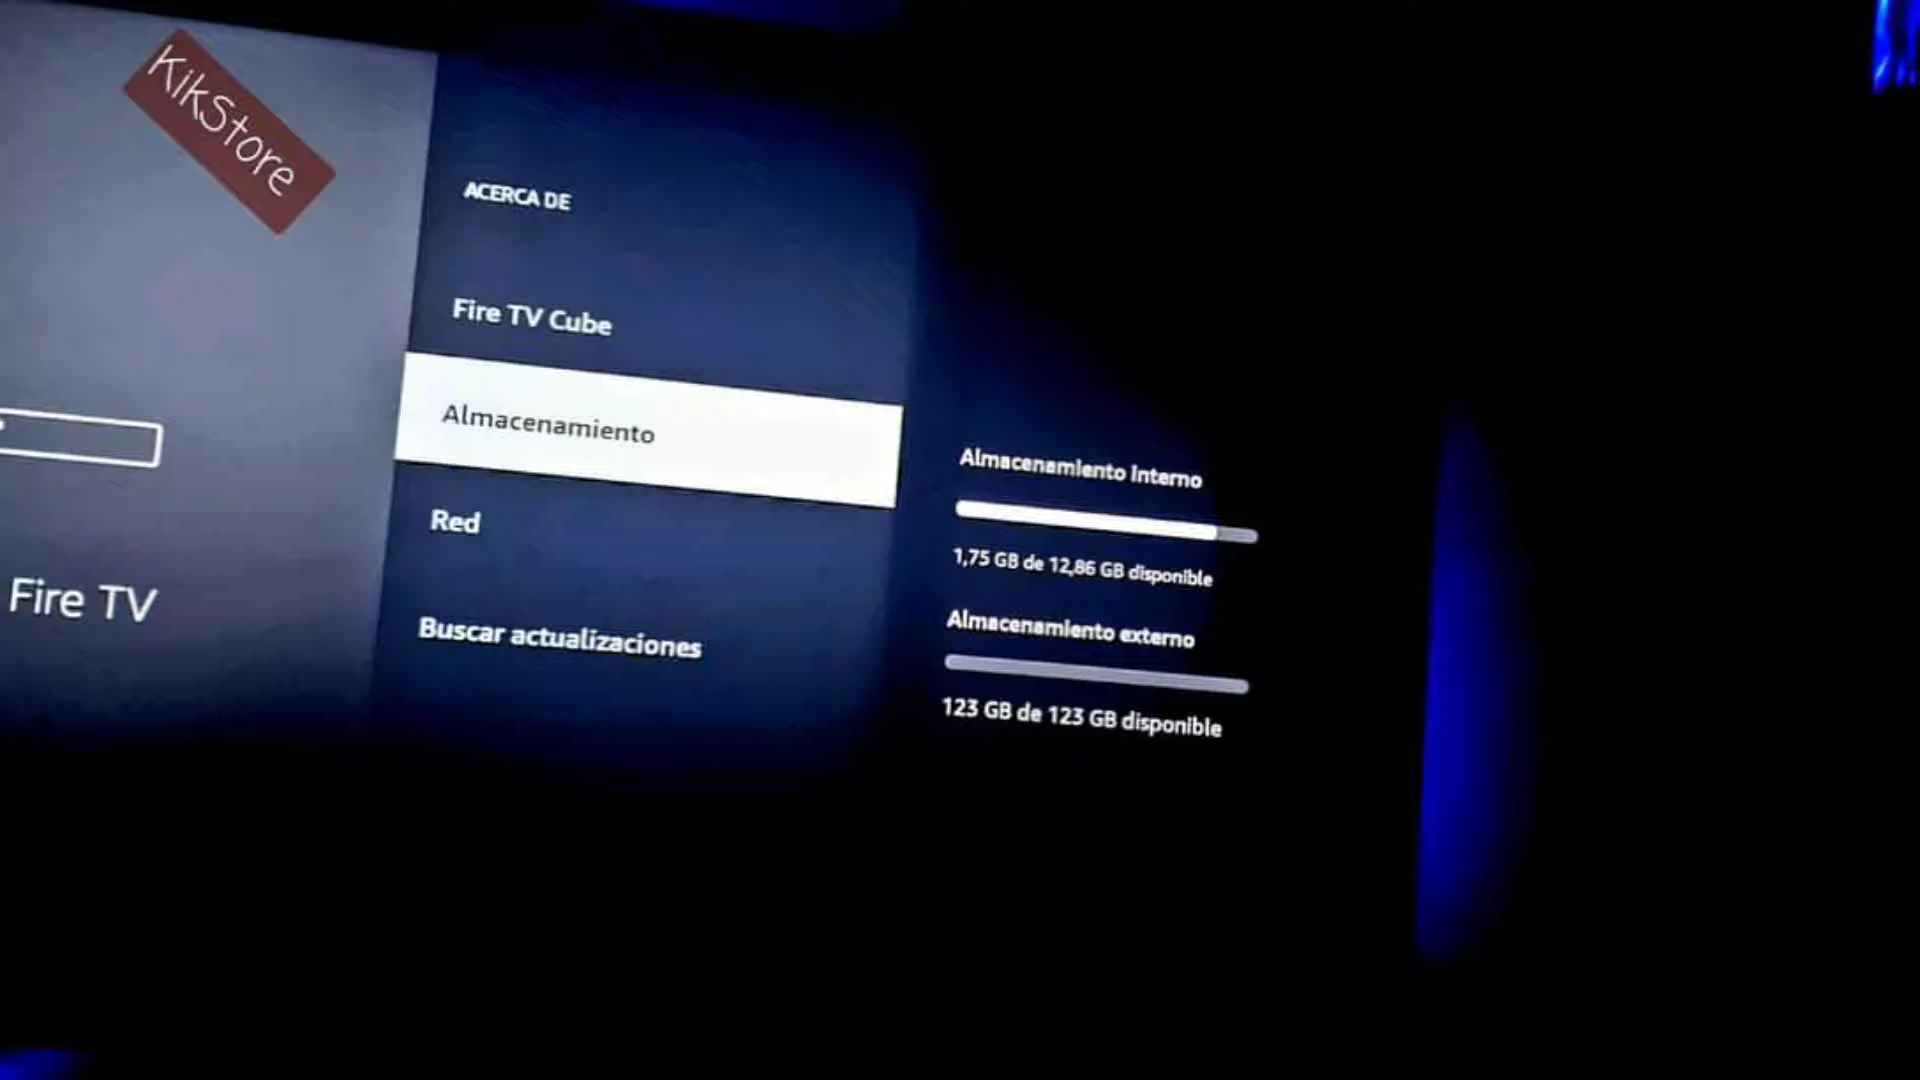 KikStore
ACERCA DE
Fire TV Cube
Almacenamiento
Red
Buscar actualizaciones
Fire TV
Almacenamiento Interno
1,75 GB de 12,86 GB disponible
Almacenamiento externo
123 GB de 123 GB disponible